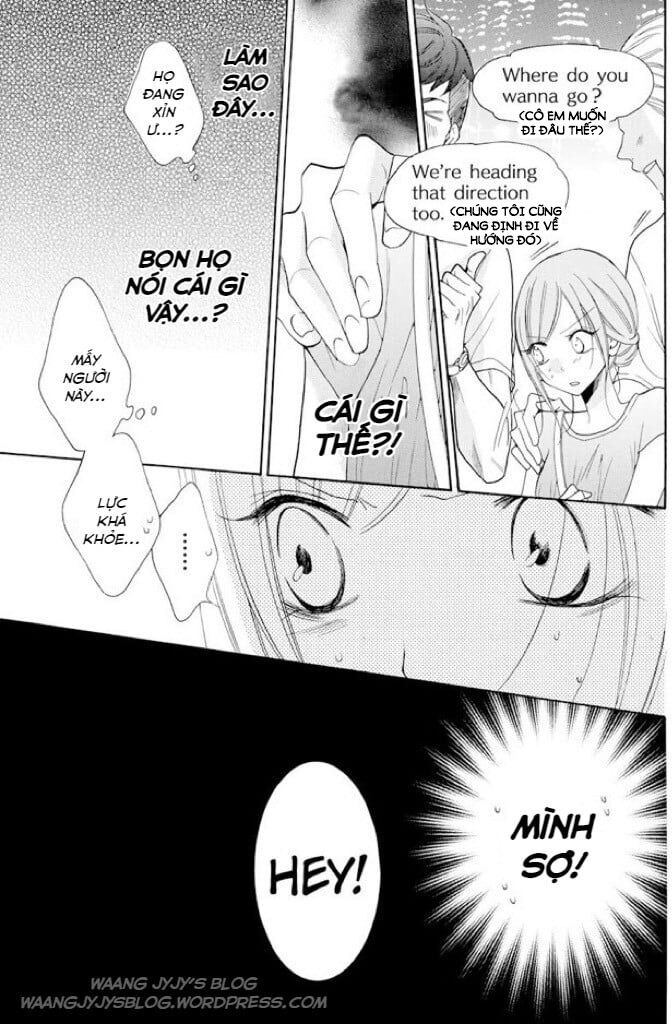 Where do you
wanna go?
(CÔ EM MUỐN
ĐI ĐÂU THẾ?)
We're heading
that direction
too.
(CHÚNG TÔI CŨNG
ĐANG ĐỊNH ĐI VỀ
HƯỚNG ĐÓ)
CÁI GÌ
THẾ?!
LÀM
SAO
ĐÂY...
HỌ
ĐANG
XỈN
Ư...?
BỌN HỌ
NÓI CÁI GÌ
VẬY...?
MẤY
NGƯỜI
NÀY...
LỰC
KHÁ
KHỎE...
......
MÌNH
SỢ!
HEY!
WAANG JYJY'S BLOG
WAANGJYJYSBLOG.WORDPRESS.COM